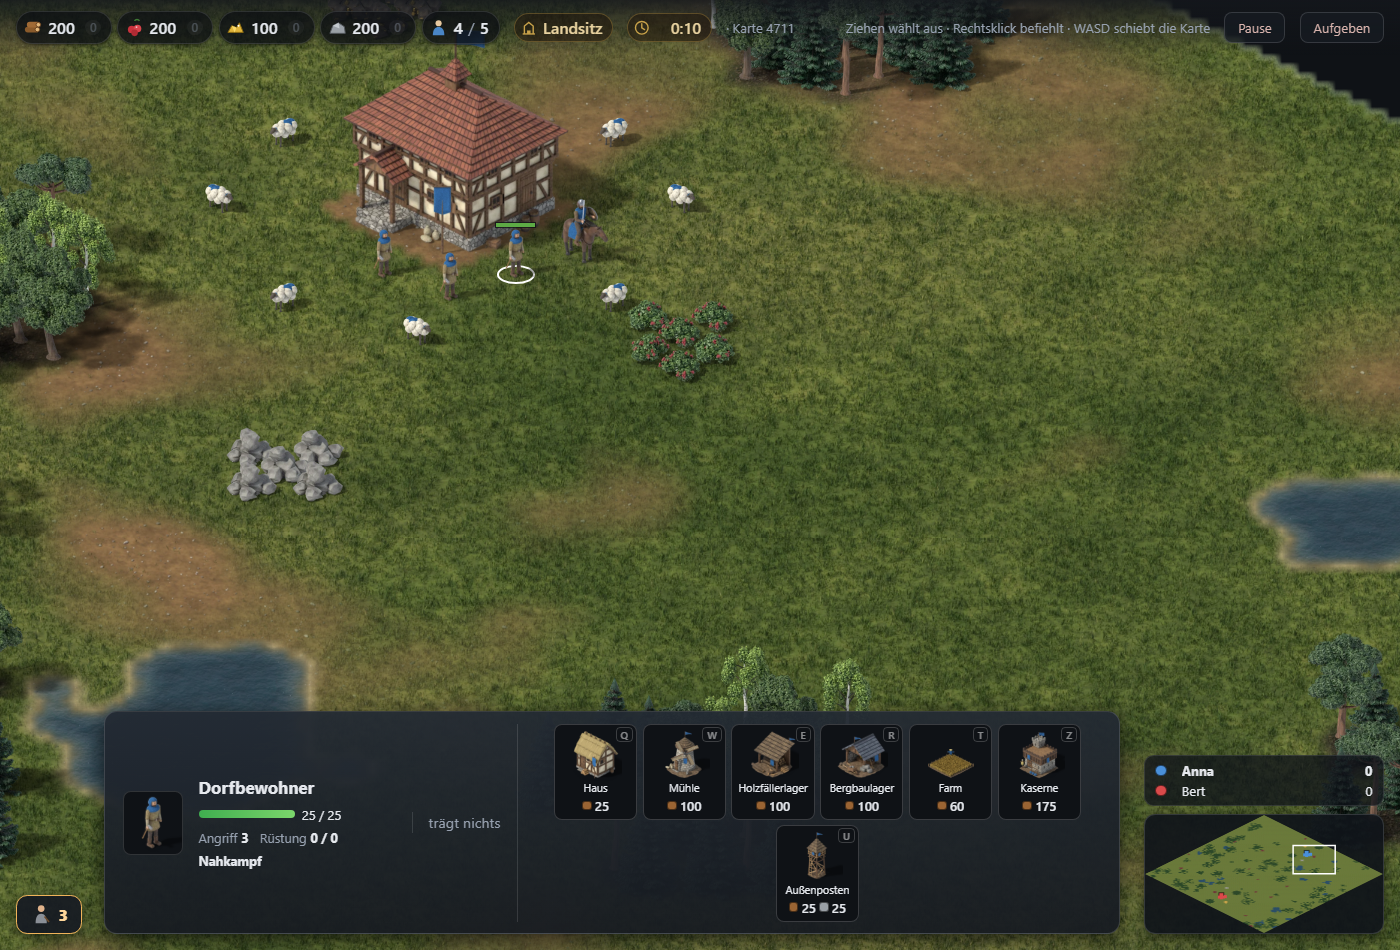 200 0 200 0 100 0 200 0 4 / 5 Landsitz 0:10 · Karte 4711 Ziehen wählt aus · Rechtsklick befiehlt · WASD schiebt die Karte Pause Aufgeben
Q W E R T Z
Haus Mühle Holzfällerlager Bergbaulager Farm Kaserne
25 100 100 100 60 175
Dorfbewohner
25 / 25
Angriff 3 Rüstung 0 / 0
Nahkampf
trägt nichts
U
Außenposten
25 25
Anna 0
Bert 0
3